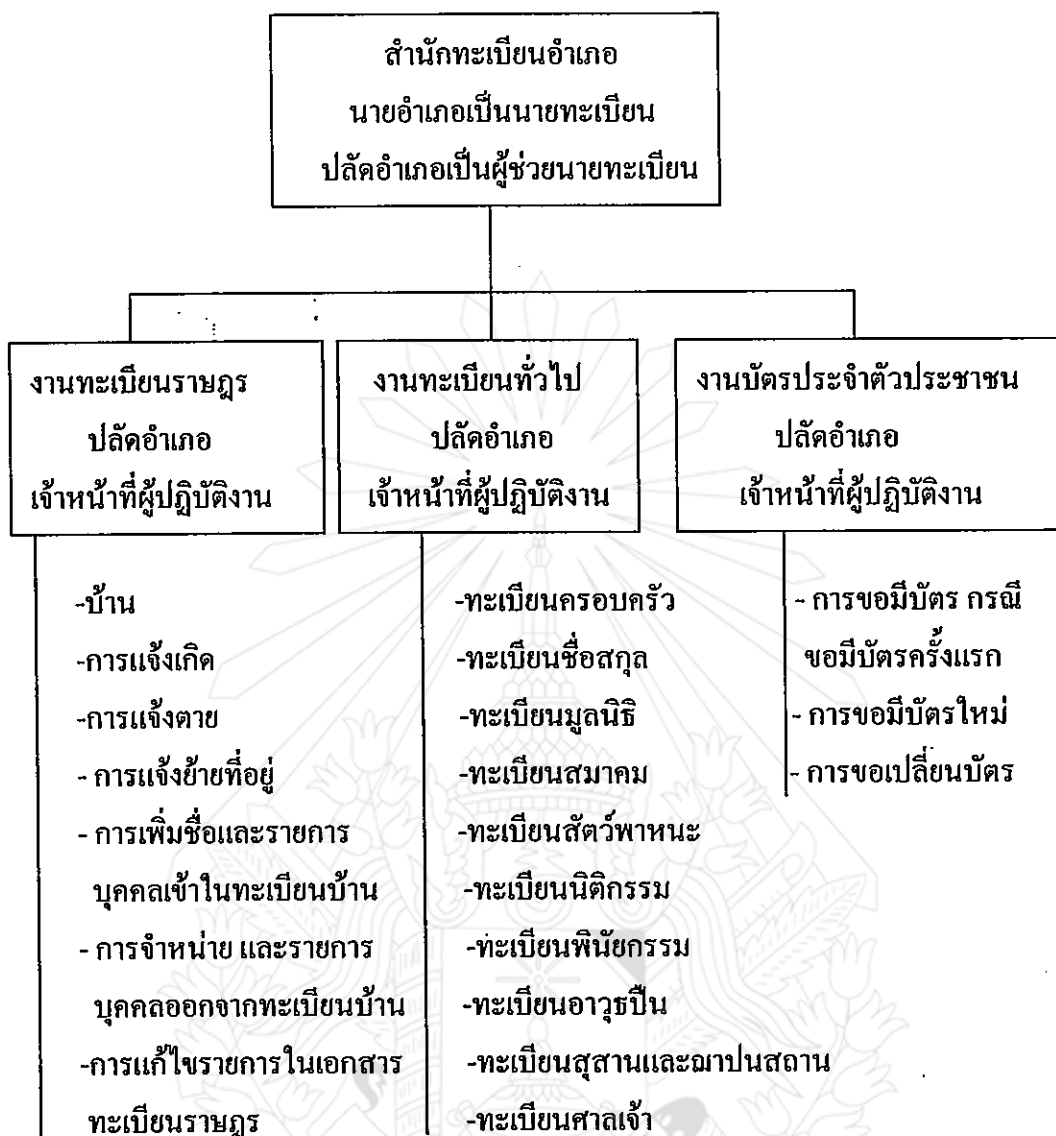 สำนักทะเบียนอำเภอ
นายอำเภอเป็นนายทะเบียน
ปลัดอำเภอเป็นผู้ช่วยนายทะเบียน
งานทะเบียนราษฎร
ปลัดอำเภอ
เจ้าหน้าที่ผู้ปฏิบัติงาน
-บ้าน
-การแจ้งเกิด
-การแจ้งตาย
- การแจ้งย้ายที่อยู่
- การเพิ่มชื่อและรายการ
บุคคลเข้าในทะเบียนบ้าน
- การจำหน่าย และรายการ
บุคคลออกจากทะเบียนบ้าน
-การแก้ไขรายการในเอกสาร
ทะเบียนราษฎร
งานทะเบียนทั่วไป
ปลัดอำเภอ
เจ้าหน้าที่ผู้ปฏิบัติงาน
-ทะเบียนครอบครัว
-ทะเบียนชื่อสกุล
-ทะเบียนมูลนิธิ
-ทะเบียนสมาคม
-ทะเบียนสัตว์พาหนะ
-ทะเบียนนิติกรรม
-ทะเบียนพินัยกรรม
-ทะเบียนอาวุธปืน
-ทะเบียนสุสานและฌาปนสถาน
-ทะเบียนศาลเจ้า
งานบัตรประจำตัวประชาชน
ปลัดอำเภอ
เจ้าหน้าที่ผู้ปฏิบัติงาน
- การขอมีบัตร กรณี
ขอมีบัตรครั้งแรก
- การขอมีบัตรใหม่
- การขอเปลี่ยนบัตร